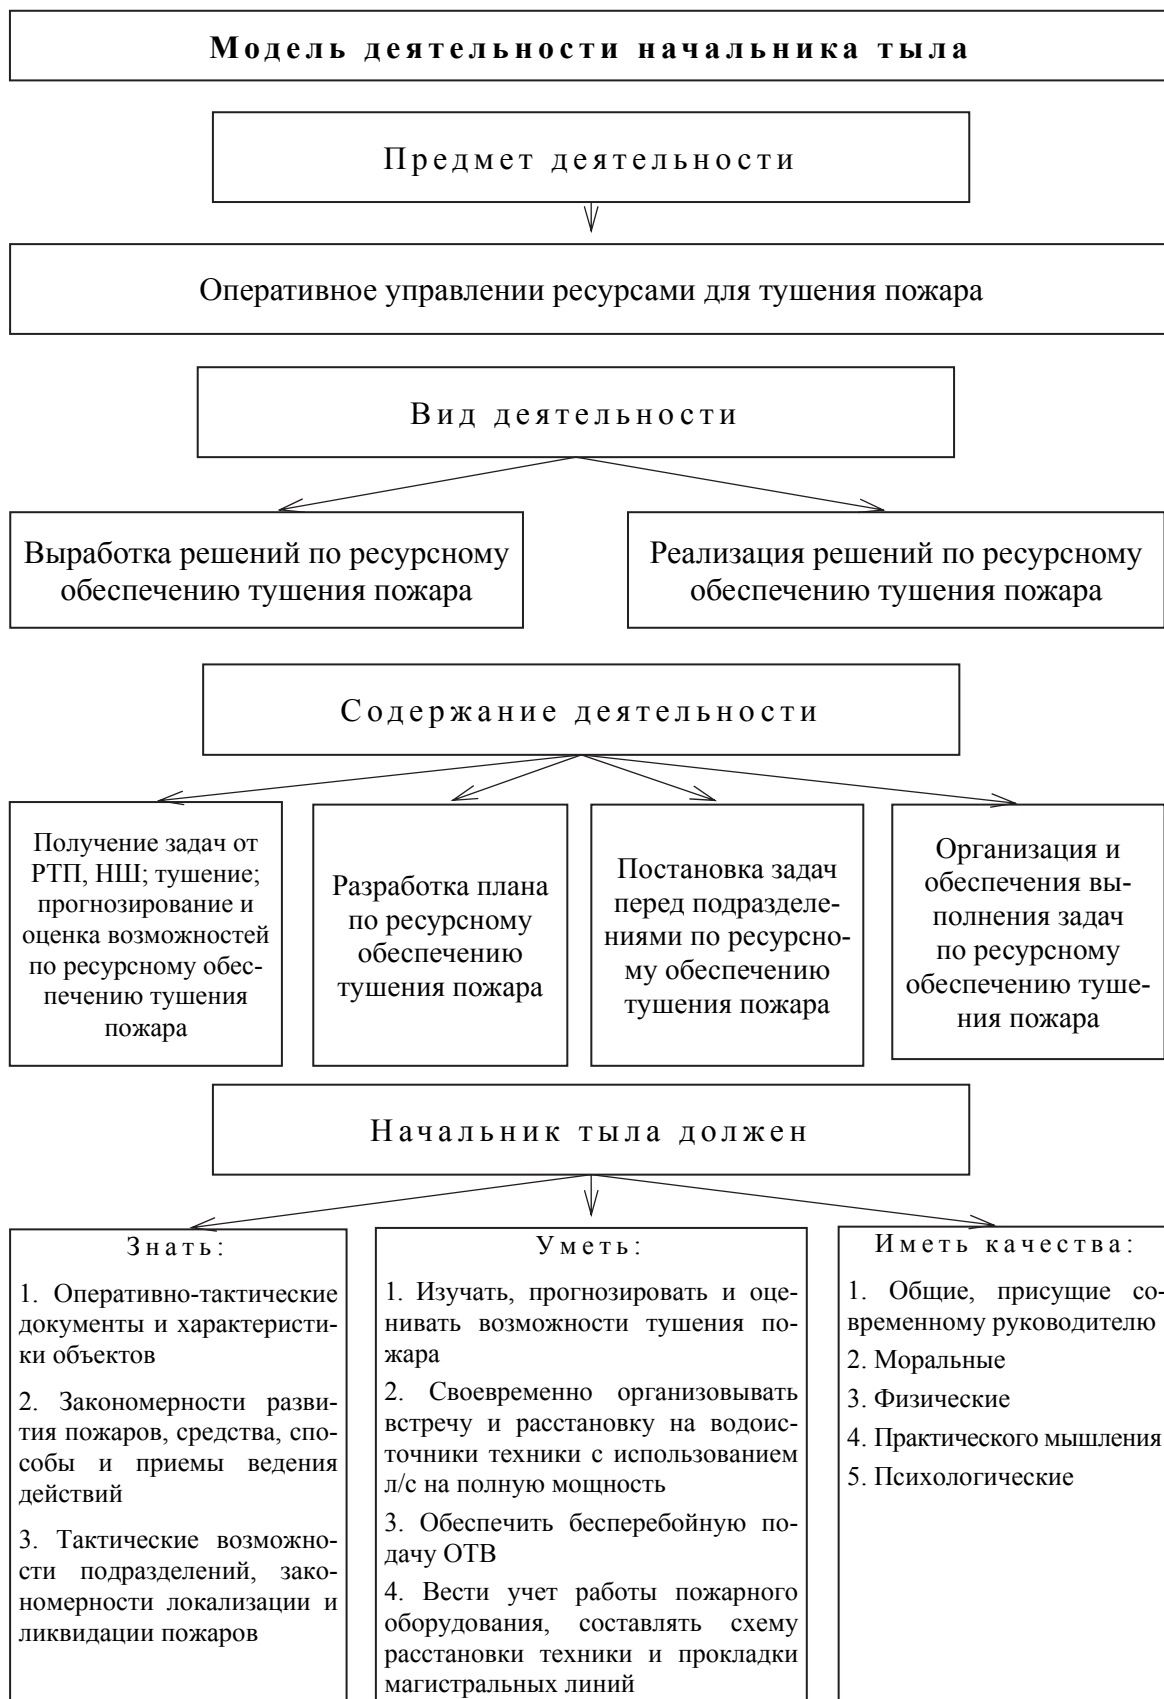 Модель деятельности начальника тыла
Предмет деятельности
Оперативное управлении ресурсами для тушения пожара
Вид деятельности
Выработка решений по ресурсному
обеспечению тушения пожара
Реализация решений по ресурсному
обеспечению тушения пожара
Содержание деятельности
Получение задач от
РТП, НШ; тушение;
прогнозирование и
оценка возможностей
по ресурсному обес-
печению тушения
пожара
Разработка плана
по ресурсному
обеспечению
тушения пожара
Постановка задач
перед подразделе-
ниями по ресурсно-
му обеспечению
тушения пожара
Организация и
обеспечения вы-
полнения задач
по ресурсному
обеспечению туше-
ния пожара
Начальник тыла должен
Знать:
1. Оперативно-тактические
документы и характеристи-
ки объектов
2. Закономерности разви-
тия пожаров, средства, спо-
собы и приемы ведения
действий
3. Тактические возможно-
сти подразделений, зако-
номерности локализации и
ликвидации пожаров
Уметь:
1. Изучать, прогнозировать и оце-
нивать возможности тушения по-
жара
2. Своевременно организовывать
встречу и расстановку на водоис-
точники техники с использованием
л/с на полную мощность
3. Обеспечить бесперебойную по-
дачу ОТВ
4. Вести учет работы пожарного
оборудования, составлять схему
расстановки техники и прокладки
магистральных линий
Иметь качества:
1. Общие, присущие со-
временному руководителю
2. Моральные
3. Физические
4. Практического мышления
5. Психологические